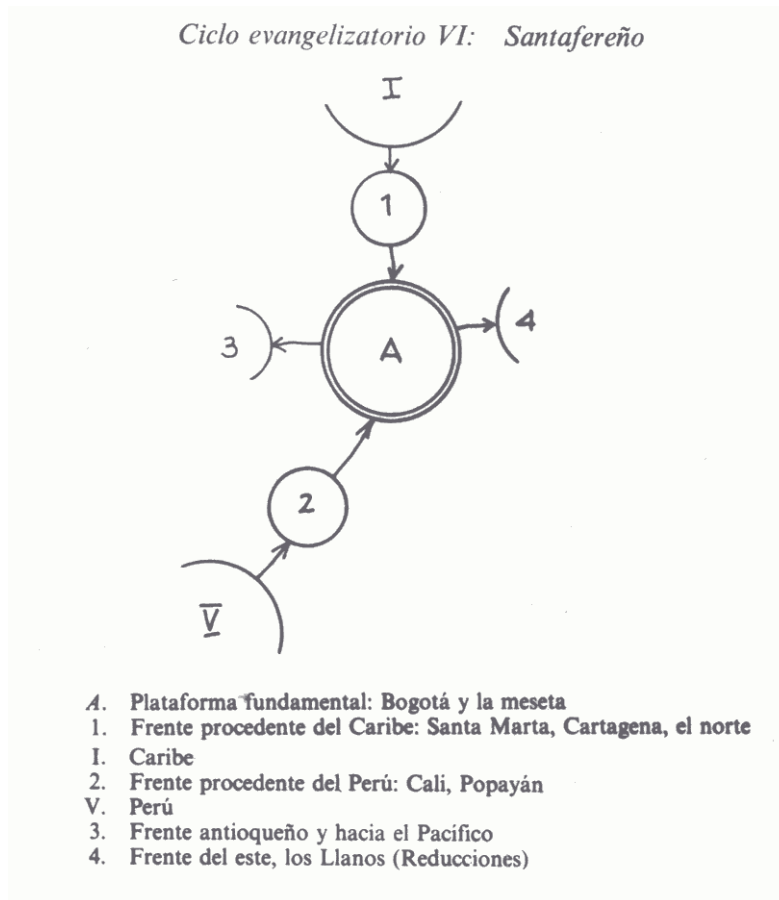 Ciclo evangelizatorio VI: Santafereño
I
1
3
A
4
2
V
A. Plataforma fundamental: Bogotá y la meseta
1. Frente procedente del Caribe: Santa Marta, Cartagena, el norte
I. Caribe
2. Frente procedente del Perú: Cali, Popayán
V. Perú
3. Frente antioqueño y hacia el Pacífico
4. Frente del este, los Llanos (Reducciones)